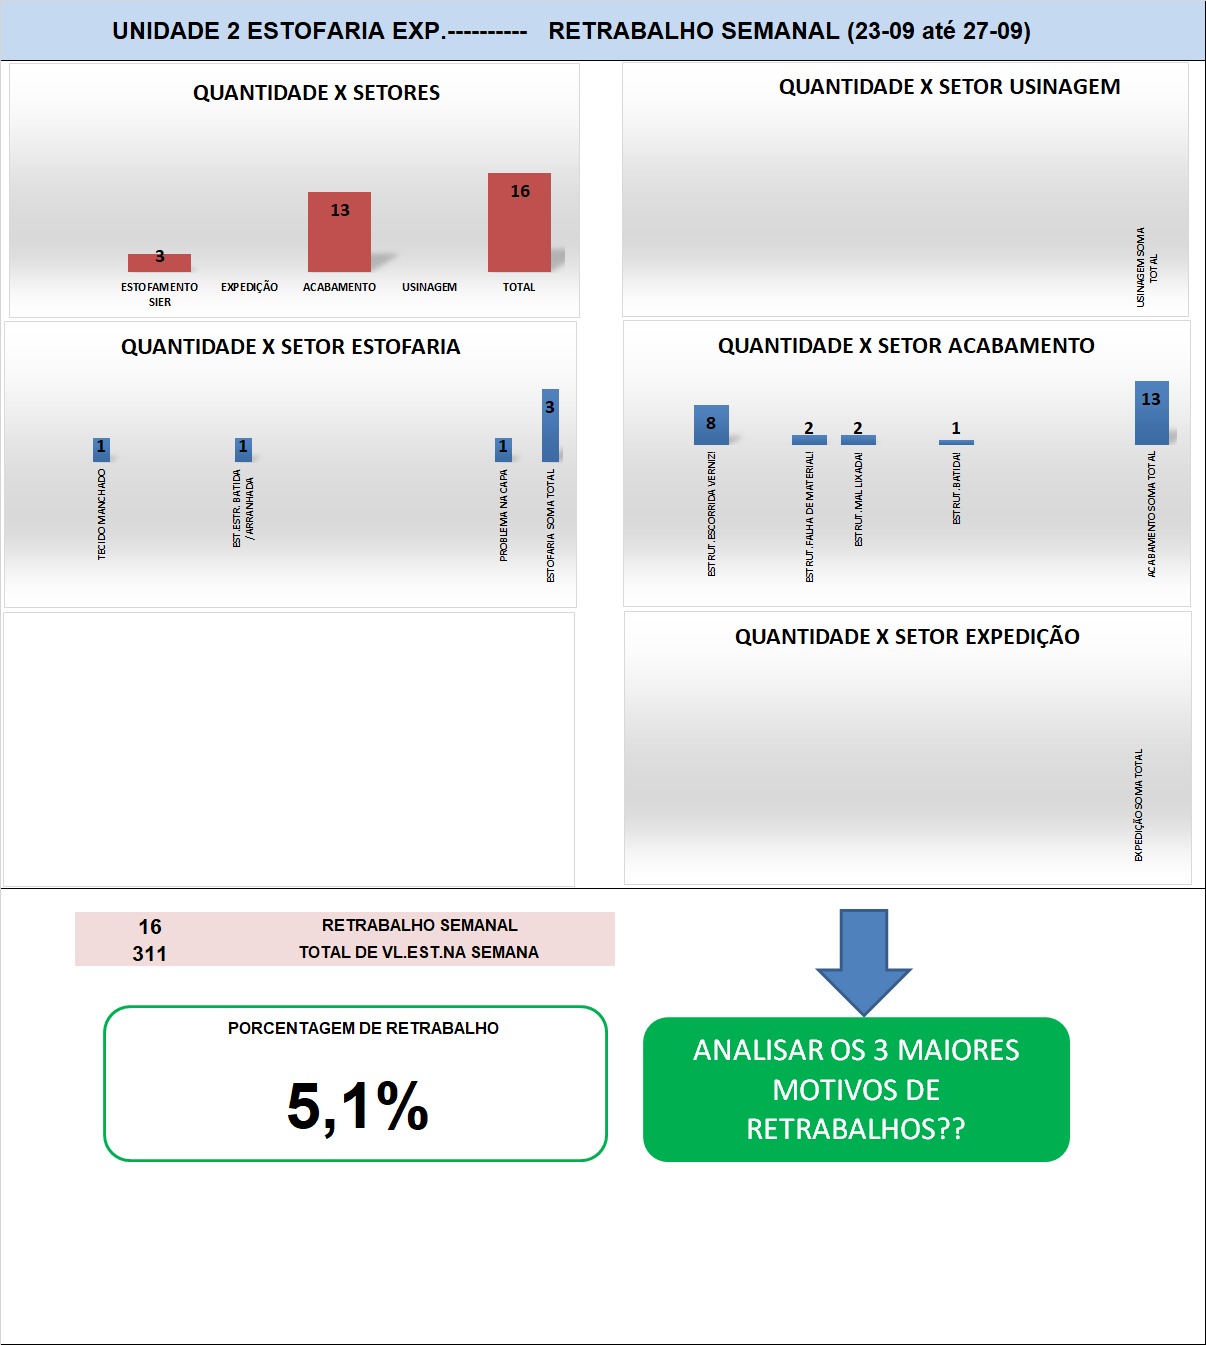 UNIDADE 2 ESTOFARIA EXP.---------- RETRABALHO SEMANAL (23-09 até 27-09)
QUANTIDADE X SETORES
3
13
16
ESTOFAMENTO
SIER
EXPEDIÇÃO
ACABAMENTO
USINAGEM
TOTAL
QUANTIDADE X SETOR USINAGEM
USINAGEM SOMA
TOTAL
QUANTIDADE X SETOR ESTOFARIA
1
1
1
3
TECIDO MANCHADO
EST.ESTR. BATIDA
/ ARRANHADA
PROBLEMA NA CAPA
ESTOFARIA SOMA TOTAL
QUANTIDADE X SETOR ACABAMENTO
8
2
2
1
13
ESTRUT. ESCORRIDA VERNIZ!
ESTRUT. FALHA DE MATERIAL!
ESTRUT. MAL LIXADA!
ESTRUT. BATIDA!
ACABAMENTO SOMA TOTAL
QUANTIDADE X SETOR EXPEDIÇÃO
EXPEDIÇÃO SOMA TOTAL
16 RETRABALHO SEMANAL
311 TOTAL DE VL.EST.NA SEMANA
PORCENTAGEM DE RETRABALHO
5,1%
ANALISAR OS 3 MAIORES
MOTIVOS DE
RETRABALHOS??